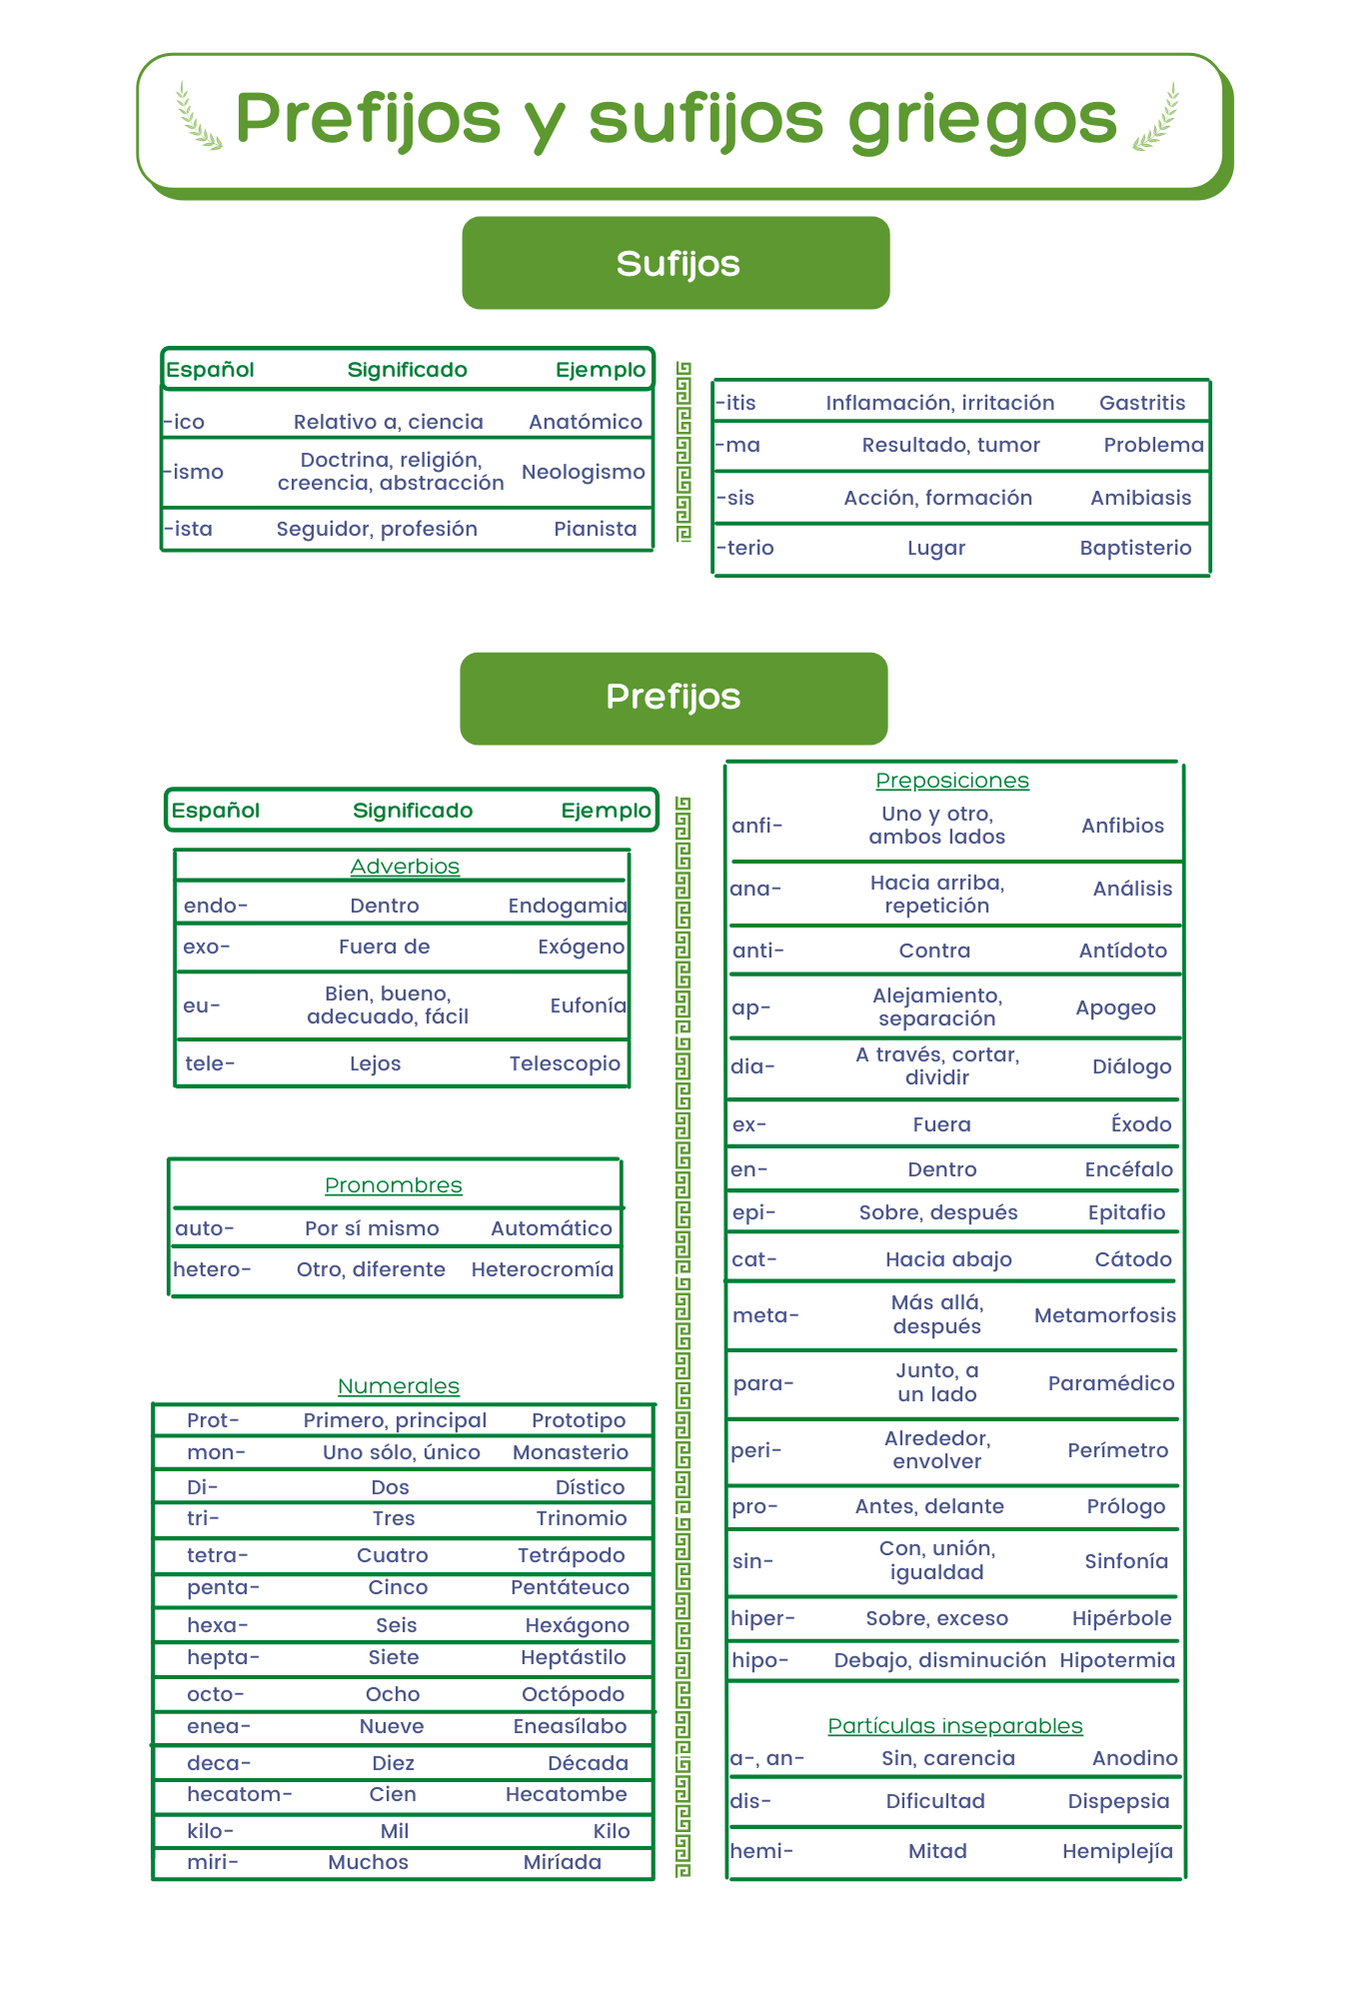 Prefijos y sufijos griegos
Sufijos
Español Significado Ejemplo
-ico Relativo a, ciencia Anatómico
-ismo Doctrina, religión, creencia, abstracción Neologismo
-ista Seguidor, profesión Pianista
-itis Inflamación, irritación Gastritis
-ma Resultado, tumor Problema
-sis Acción, formación Amibiasis
-terio Lugar Baptisterio
Prefijos
Español Significado Ejemplo
Adverbios
endo- Dentro Endogamia
exo- Fuera de Exógeno
eu- Bien, bueno, adecuado, fácil Eufonía
tele- Lejos Telescopio
Pronombres
auto- Por sí mismo Automático
hetero- Otro, diferente Heterocromía
Numerales
Prot- Primero, principal Prototipo
mon- Uno sólo, único Monasterio
Di- Dos Dístico
tri- Tres Trinomio
tetra- Cuatro Tetrápodo
penta- Cinco Pentáteuco
hexa- Seis Hexágono
hepta- Siete Heptástilo
octo- Ocho Octópodo
enea- Nueve Eneasílabo
deca- Diez Década
hecatom- Cien Hecatombe
kilo- Mil Kilo
miri- Muchos Miríada
Preposiciones
anfi- Uno y otro, ambos lados Anfibios
ana- Hacia arriba, repetición Análisis
anti- Contra Antídoto
ap- Alejamiento, separación Apogeo
dia- A través, cortar, dividir Diálogo
ex- Fuera Éxodo
en- Dentro Encéfalo
epi- Sobre, después Epitafio
cat- Hacia abajo Cátodo
meta- Más allá, después Metamorfosis
para- Junto, a un lado Paramédico
peri- Alrededor, envolver Perímetro
pro- Antes, delante Prólogo
sin- Con, unión, igualdad Sinfonía
hiper- Sobre, exceso Hipérbole
hipo- Debajo, disminución Hipotermia
Partículas inseparables
a-, an- Sin, carencia Anodino
dis- Dificultad Dispepsia
hemi- Mitad Hemiplejía